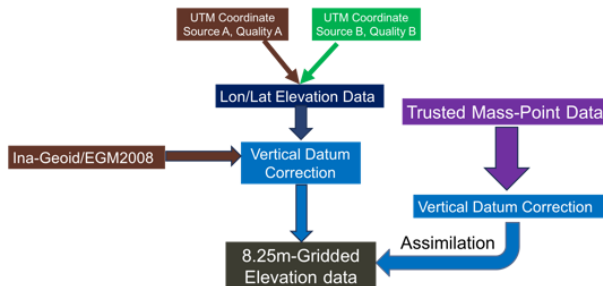 UTM Coordinate
Source A, Quality A
UTM Coordinate
Source B, Quality B
Lon/Lat Elevation Data
Trusted Mass-Point Data
Ina-Geoid/EGM2008
Vertical Datum
Correction
Vertical Datum Correction
Assimilation
8.25m-Gridded
Elevation data